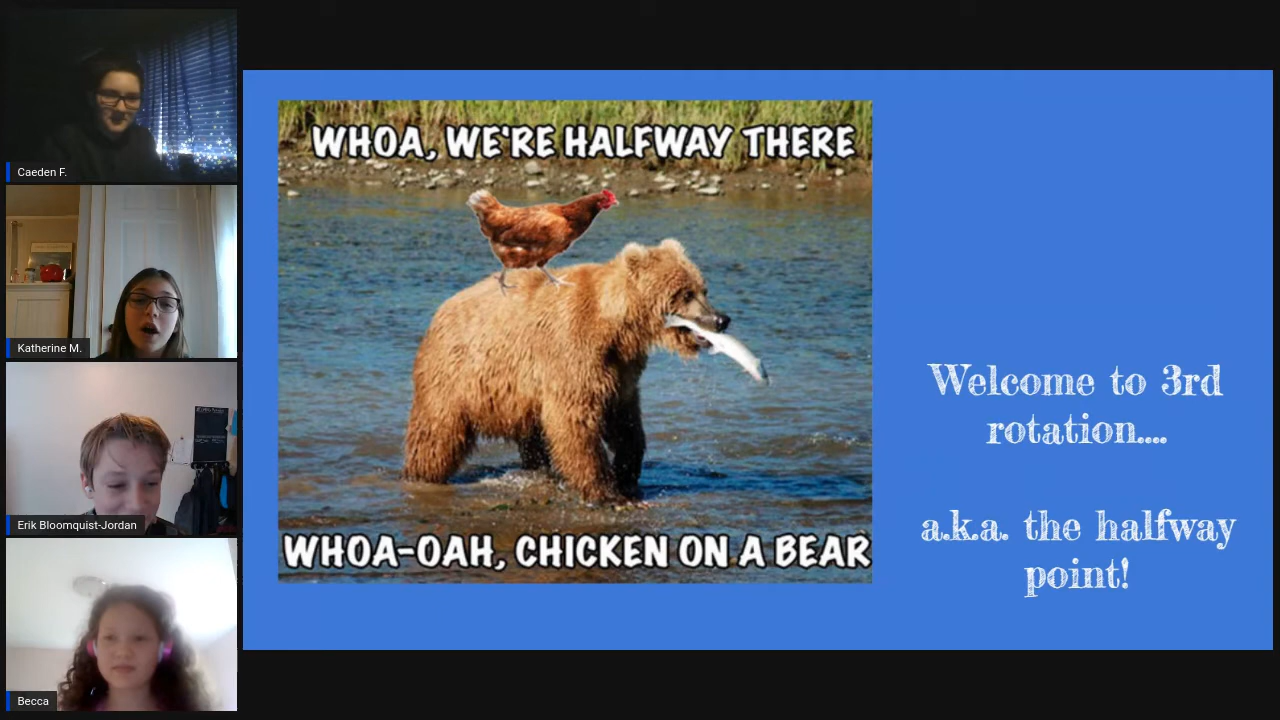 Caeden F.
Katherine M.
Erik Bloomquist-Jordan
Becca
WHOA, WE'RE HALFWAY THERE
WHOA-OAH, CHICKEN ON A BEAR
Welcome to 3rd
rotation....
a.k.a. the halfway
point!